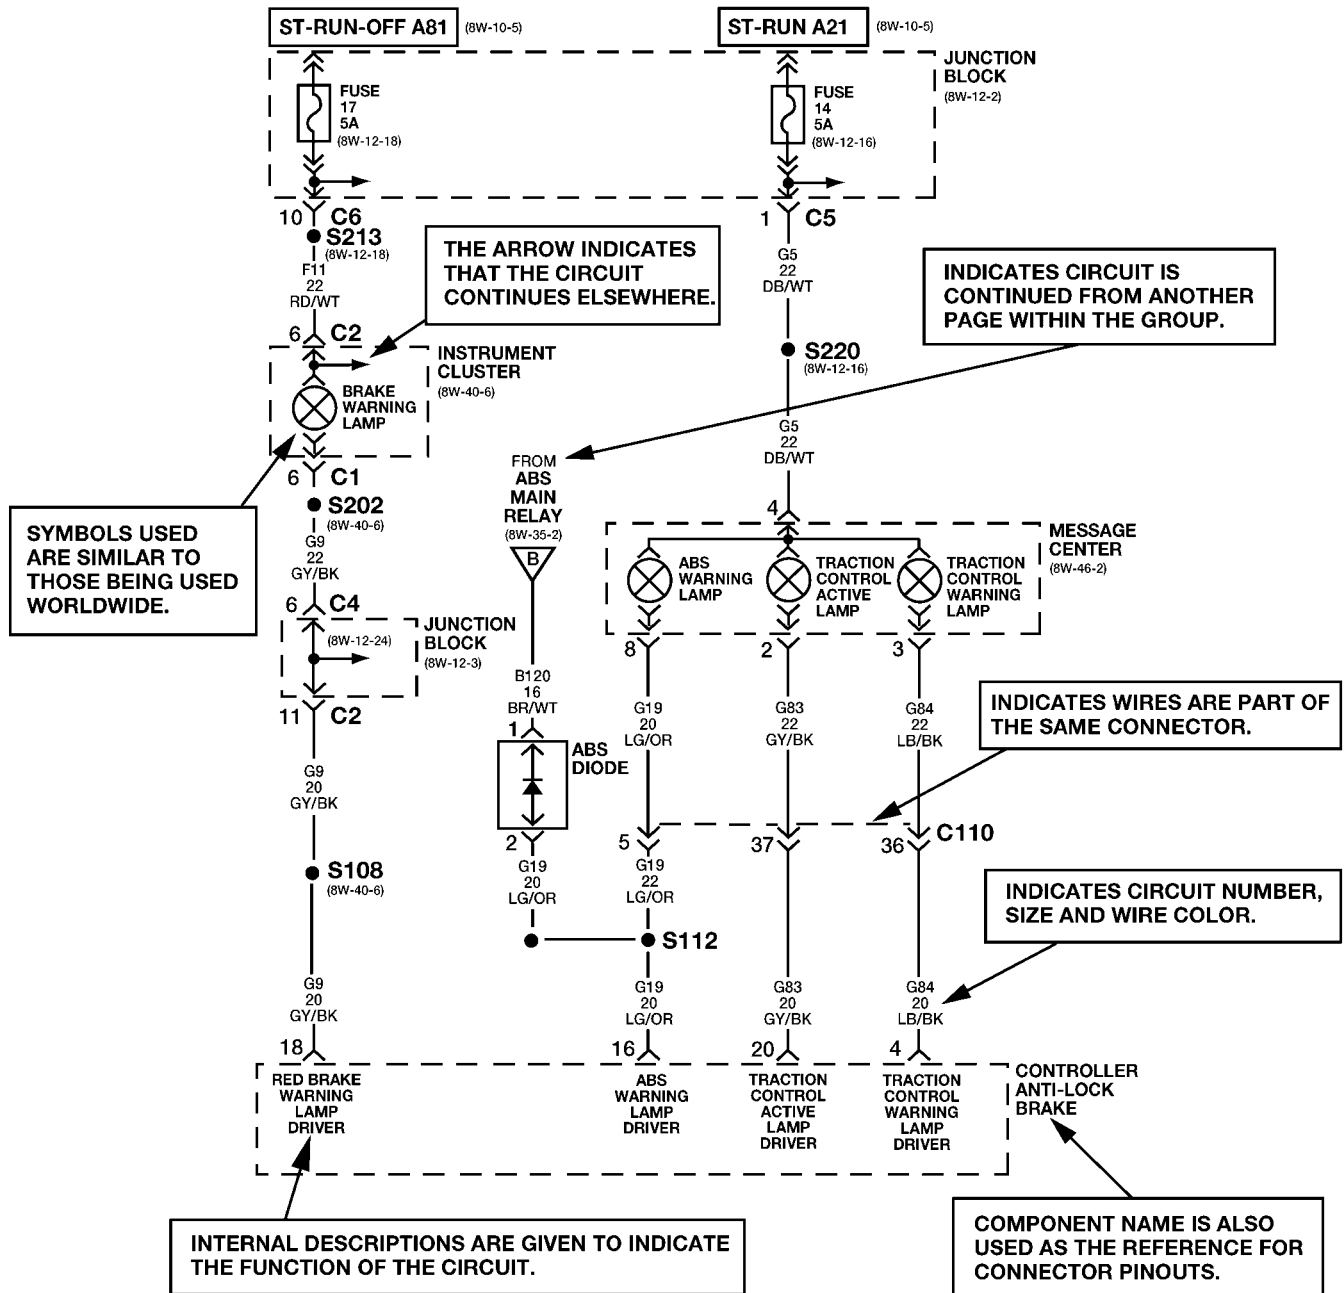 ST-RUN-OFF A81 (8W-10-5)
ST-RUN A21 (8W-10-5)
JUNCTION
BLOCK
(8W-12-2)
FUSE
17
5A
(8W-12-18)
FUSE
14
5A
(8W-12-16)
10 C6
S213
(8W-12-18)
F11
22
RD/WT
6 C2
1 C5
G5
22
DB/WT
S220
(8W-12-16)
G5
22
DB/WT
4
THE ARROW INDICATES
THAT THE CIRCUIT
CONTINUES ELSEWHERE.
INDICATES CIRCUIT IS
CONTINUED FROM ANOTHER
PAGE WITHIN THE GROUP.
INSTRUMENT
CLUSTER
(8W-40-6)
BRAKE
WARNING
LAMP
6 C1
S202
(8W-40-6)
G9
22
GY/BK
6 C4
SYMBOLS USED
ARE SIMILAR TO
THOSE BEING USED
WORLDWIDE.
FROM
ABS
MAIN
RELAY
(8W-35-2)
B
MESSAGE
CENTER
(8W-46-2)
ABS
WARNING
LAMP
TRACTION
CONTROL
ACTIVE
LAMP
TRACTION
CONTROL
WARNING
LAMP
8 2 3
(8W-12-24)
JUNCTION
BLOCK
(8W-12-3)
11 C2
B120
16
BR/WT
1
ABS
DIODE
2
G19
20
LG/OR
G19
20
LG/OR
G83
22
GY/BK
G84
22
LB/BK
INDICATES WIRES ARE PART OF
THE SAME CONNECTOR.
5 37 36 C110
G9
20
GY/BK
S108
(8W-40-6)
G19
22
LG/OR
S112
INDICATES CIRCUIT NUMBER,
SIZE AND WIRE COLOR.
G9
20
GY/BK
G19
20
LG/OR
G83
20
GY/BK
G84
20
LB/BK
18 16 20 4
RED BRAKE
WARNING
LAMP
DRIVER
ABS
WARNING
LAMP
DRIVER
TRACTION
CONTROL
ACTIVE
LAMP
DRIVER
TRACTION
CONTROL
WARNING
LAMP
DRIVER
CONTROLLER
ANTI-LOCK
BRAKE
INTERNAL DESCRIPTIONS ARE GIVEN TO INDICATE
THE FUNCTION OF THE CIRCUIT.
COMPONENT NAME IS ALSO
USED AS THE REFERENCE FOR
CONNECTOR PINOUTS.